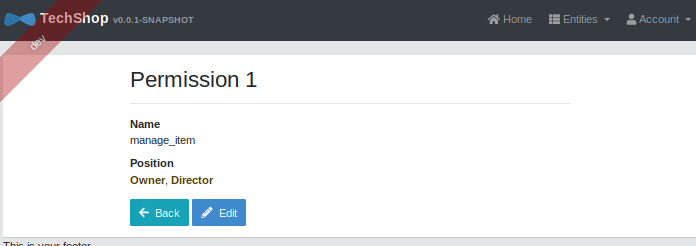 TechShop v0.0.1-SNAPSHOT
Home Entities Account
dev
Permission 1
Name
manage_item
Position
Owner, Director
Back Edit
This is your footer